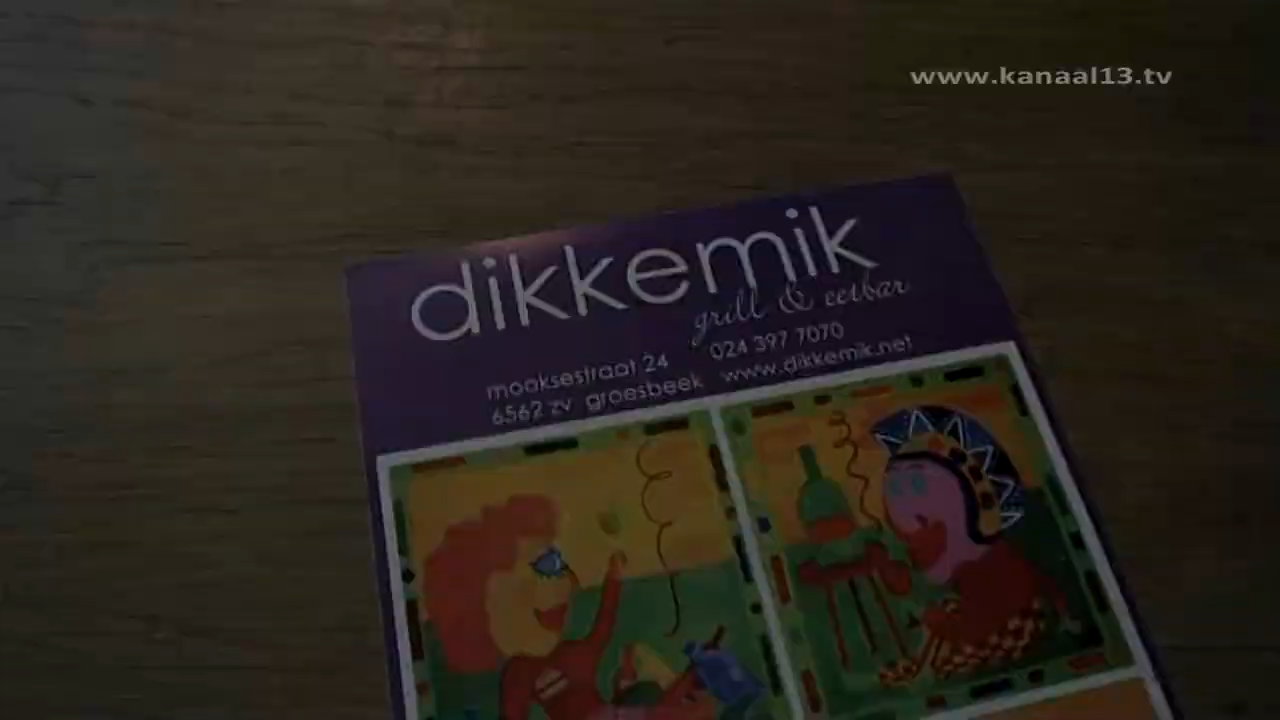 www.kanaal13.tv
dikkemik
grill & eetbar
mooksestraat 24 024 397 7070
6562 zv groesbeek www.dikkemik.net